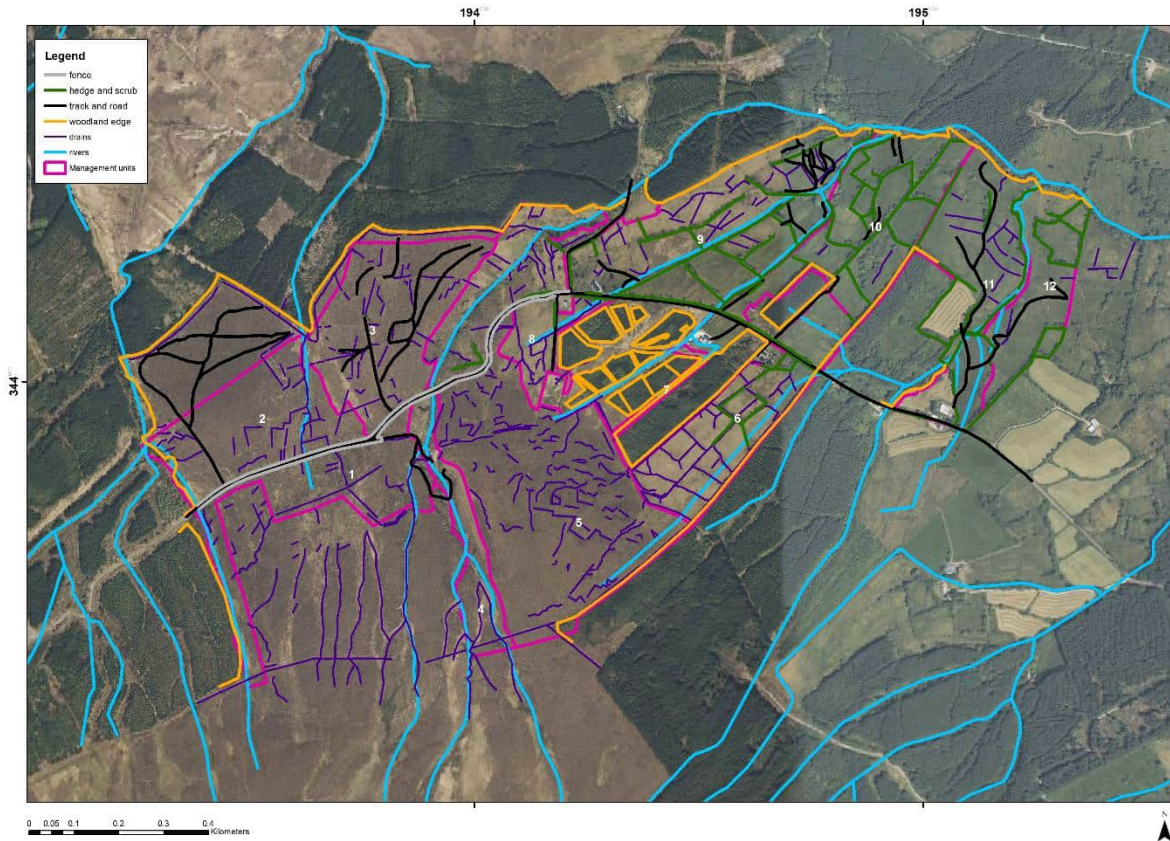 194
195
344
Legend
fence
hedge and scrub
track and road
woodland edge
drains
rivers
Management units
1
2
3
4
5
6
7
8
9
10
11
12
0 0.05 0.1 0.2 0.3 0.4
Kilometers
N